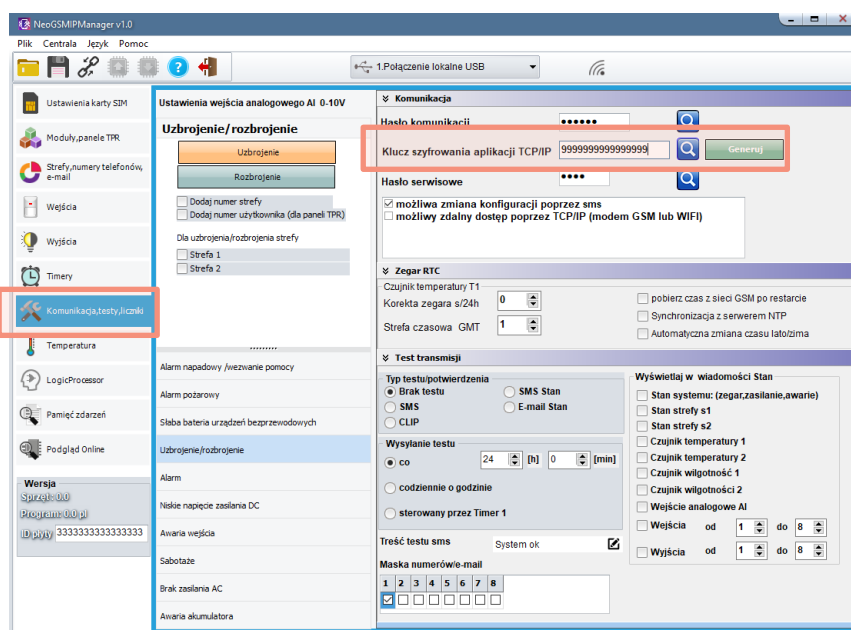 NeoGSMIPManager v1.0
Plik Centrala Język Pomoc
1.Połączenie lokalne USB
Ustawienia karty SIM
Moduły,panele TPR
Strefy,numery telefonów,
e-mail
Wejścia
Wyjścia
Timery
Komunikacja,testy,liczniki
Temperatura
LogicProcessor
Pamięć zdarzeń
Podgląd Online
Wersja
Sprzęt: 0.0
Program: 0.0 pl
ID płyty 3333333333333333
Ustawienia wejścia analogowego AI 0-10V
Uzbrojenie/rozbrojenie
Uzbrojenie
Rozbrojenie
Dodaj numer strefy
Dodaj numer użytkownika (dla paneli TPR)
Dla uzbrojenia/rozbrojenia strefy
Strefa 1
Strefa 2
Alarm napadowy /wezwanie pomocy
Alarm pożarowy
Słaba bateria urządzeń bezprzewodowych
Uzbrojenie/rozbrojenie
Alarm
Niskie napięcie zasilania DC
Awaria wejścia
Sabotaże
Brak zasilania AC
Awaria akumulatora
Komunikacja
Hasło komunikacji ••••••
Klucz szyfrowania aplikacji TCP/IP 9999999999999999 Generuj
Hasło serwisowe ••••
możliwa zmiana konfiguracji poprzez sms
możliwy zdalny dostęp poprzez TCP/IP (modem GSM lub WIFI)
Zegar RTC
Czujnik temperatury T1
Korekta zegara s/24h 0
Strefa czasowa GMT 1
pobierz czas z sieci GSM po restarcie
Synchronizacja z serwerem NTP
Automatyczna zmiana czasu lato/zima
Test transmisji
Typ testu/potwierdzenia
Brak testu SMS Stan
SMS E-mail Stan
CLIP
Wysyłanie testu
co 24 [h] 0 [min]
codziennie o godzinie
sterowany przez Timer 1
Treść testu sms System ok
Maska numerów/e-mail
1 2 3 4 5 6 7 8
Wyświetlaj w wiadomości Stan
Stan systemu: (zegar,zasilanie,awarie)
Stan strefy s1
Stan strefy s2
Czujnik temperatury 1
Czujnik temperatury 2
Czujnik wilgotność 1
Czujnik wilgotności 2
Wejście analogowe AI
Wejścia od 1 do 8
Wyjścia od 1 do 8